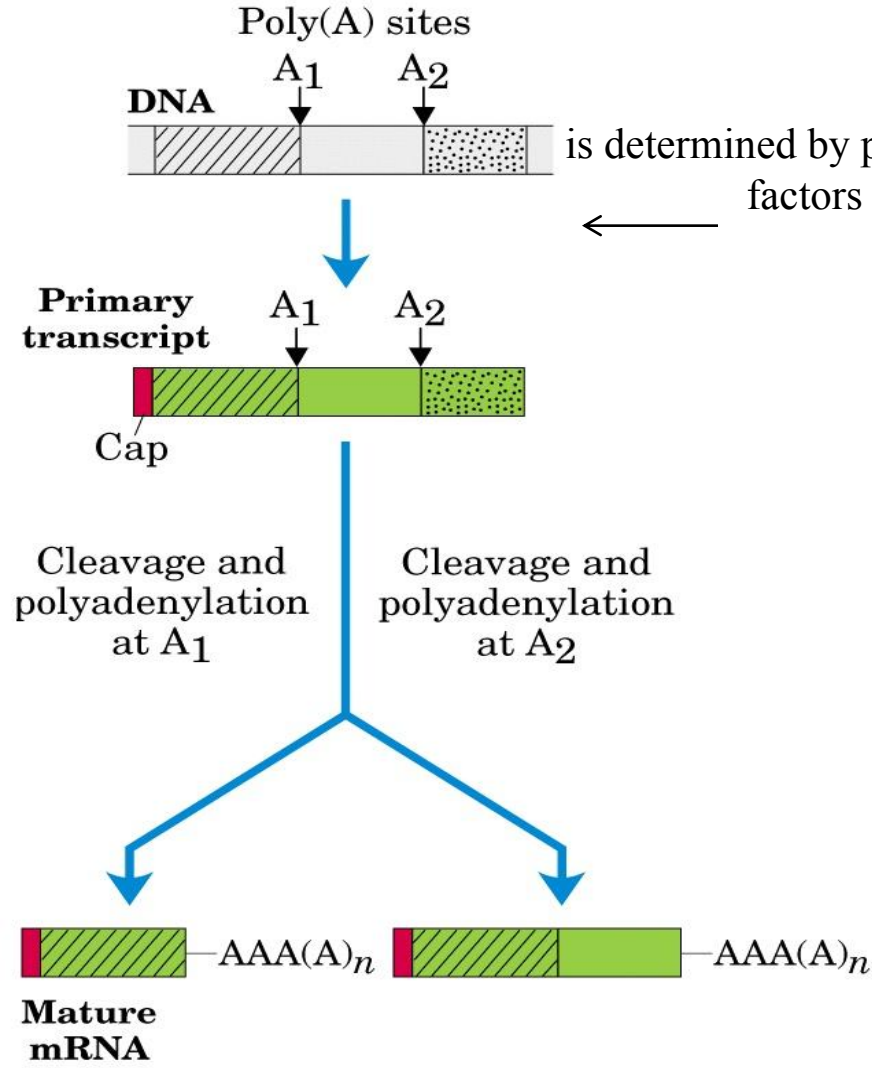 Poly(A) sites
A1 A2
DNA
is determined by
factors
Primary
transcript
A1 A2
Cap
Cleavage and
polyadenylation
at A1
Cleavage and
polyadenylation
at A2
AAA(A)n
AAA(A)n
Mature
mRNA